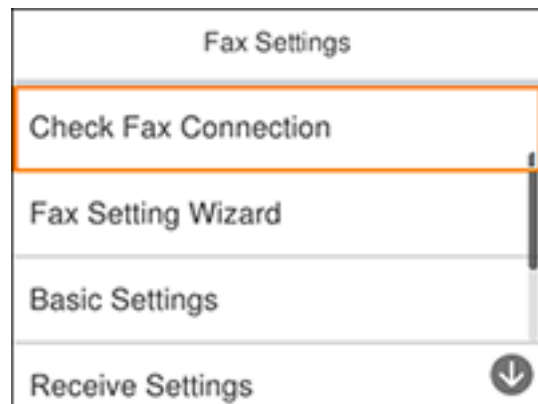 Fax Settings
Check Fax Connection
Fax Setting Wizard
Basic Settings
Receive Settings